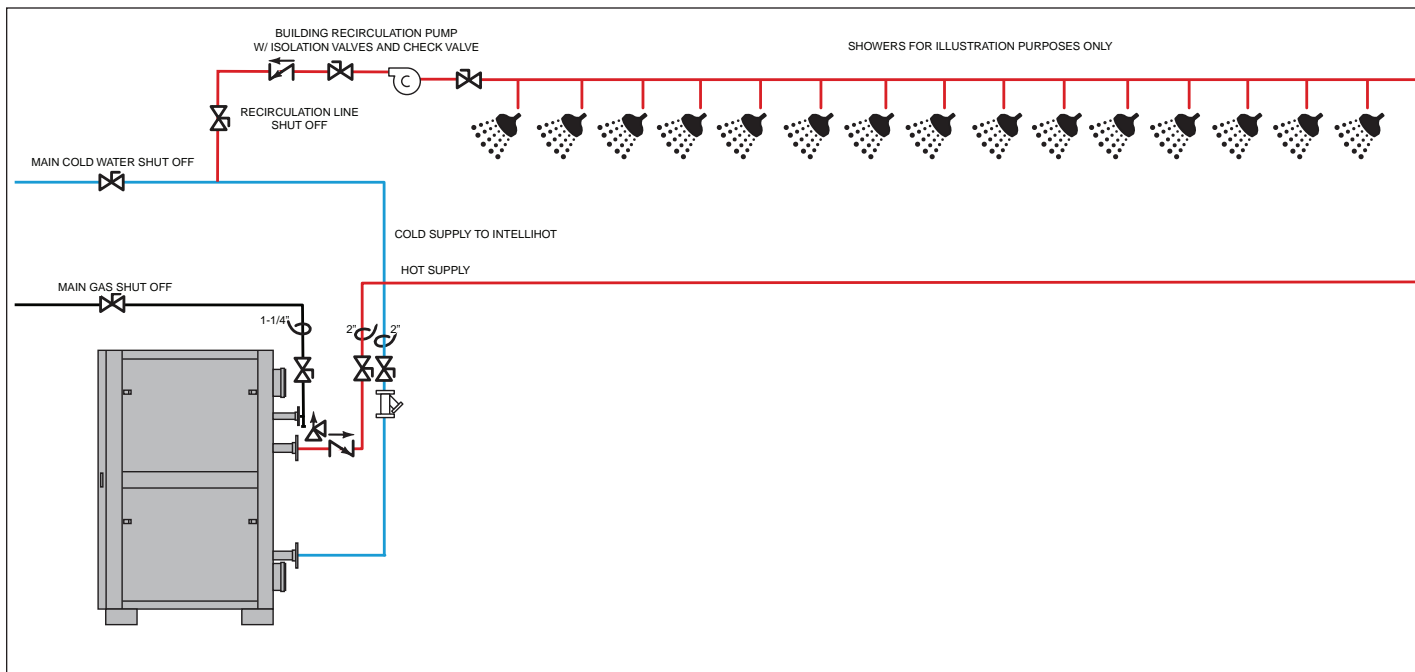 BUILDING RECIRCULATION PUMP
W/ ISOLATION VALVES AND CHECK VALVE
SHOWERS FOR ILLUSTRATION PURPOSES ONLY
C
RECIRCULATION LINE
SHUT OFF
MAIN COLD WATER SHUT OFF
COLD SUPPLY TO INTELLIHOT
HOT SUPPLY
MAIN GAS SHUT OFF
1-1/4"
2"
2"